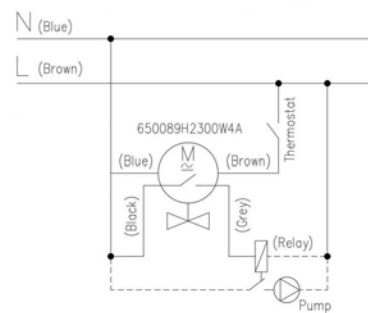 N (Blue)
L (Brown)
650089H2300W4A
Thermostat
(Blue)
M
(Brown)
(Black)
(Grey)
(Relay)
Pump